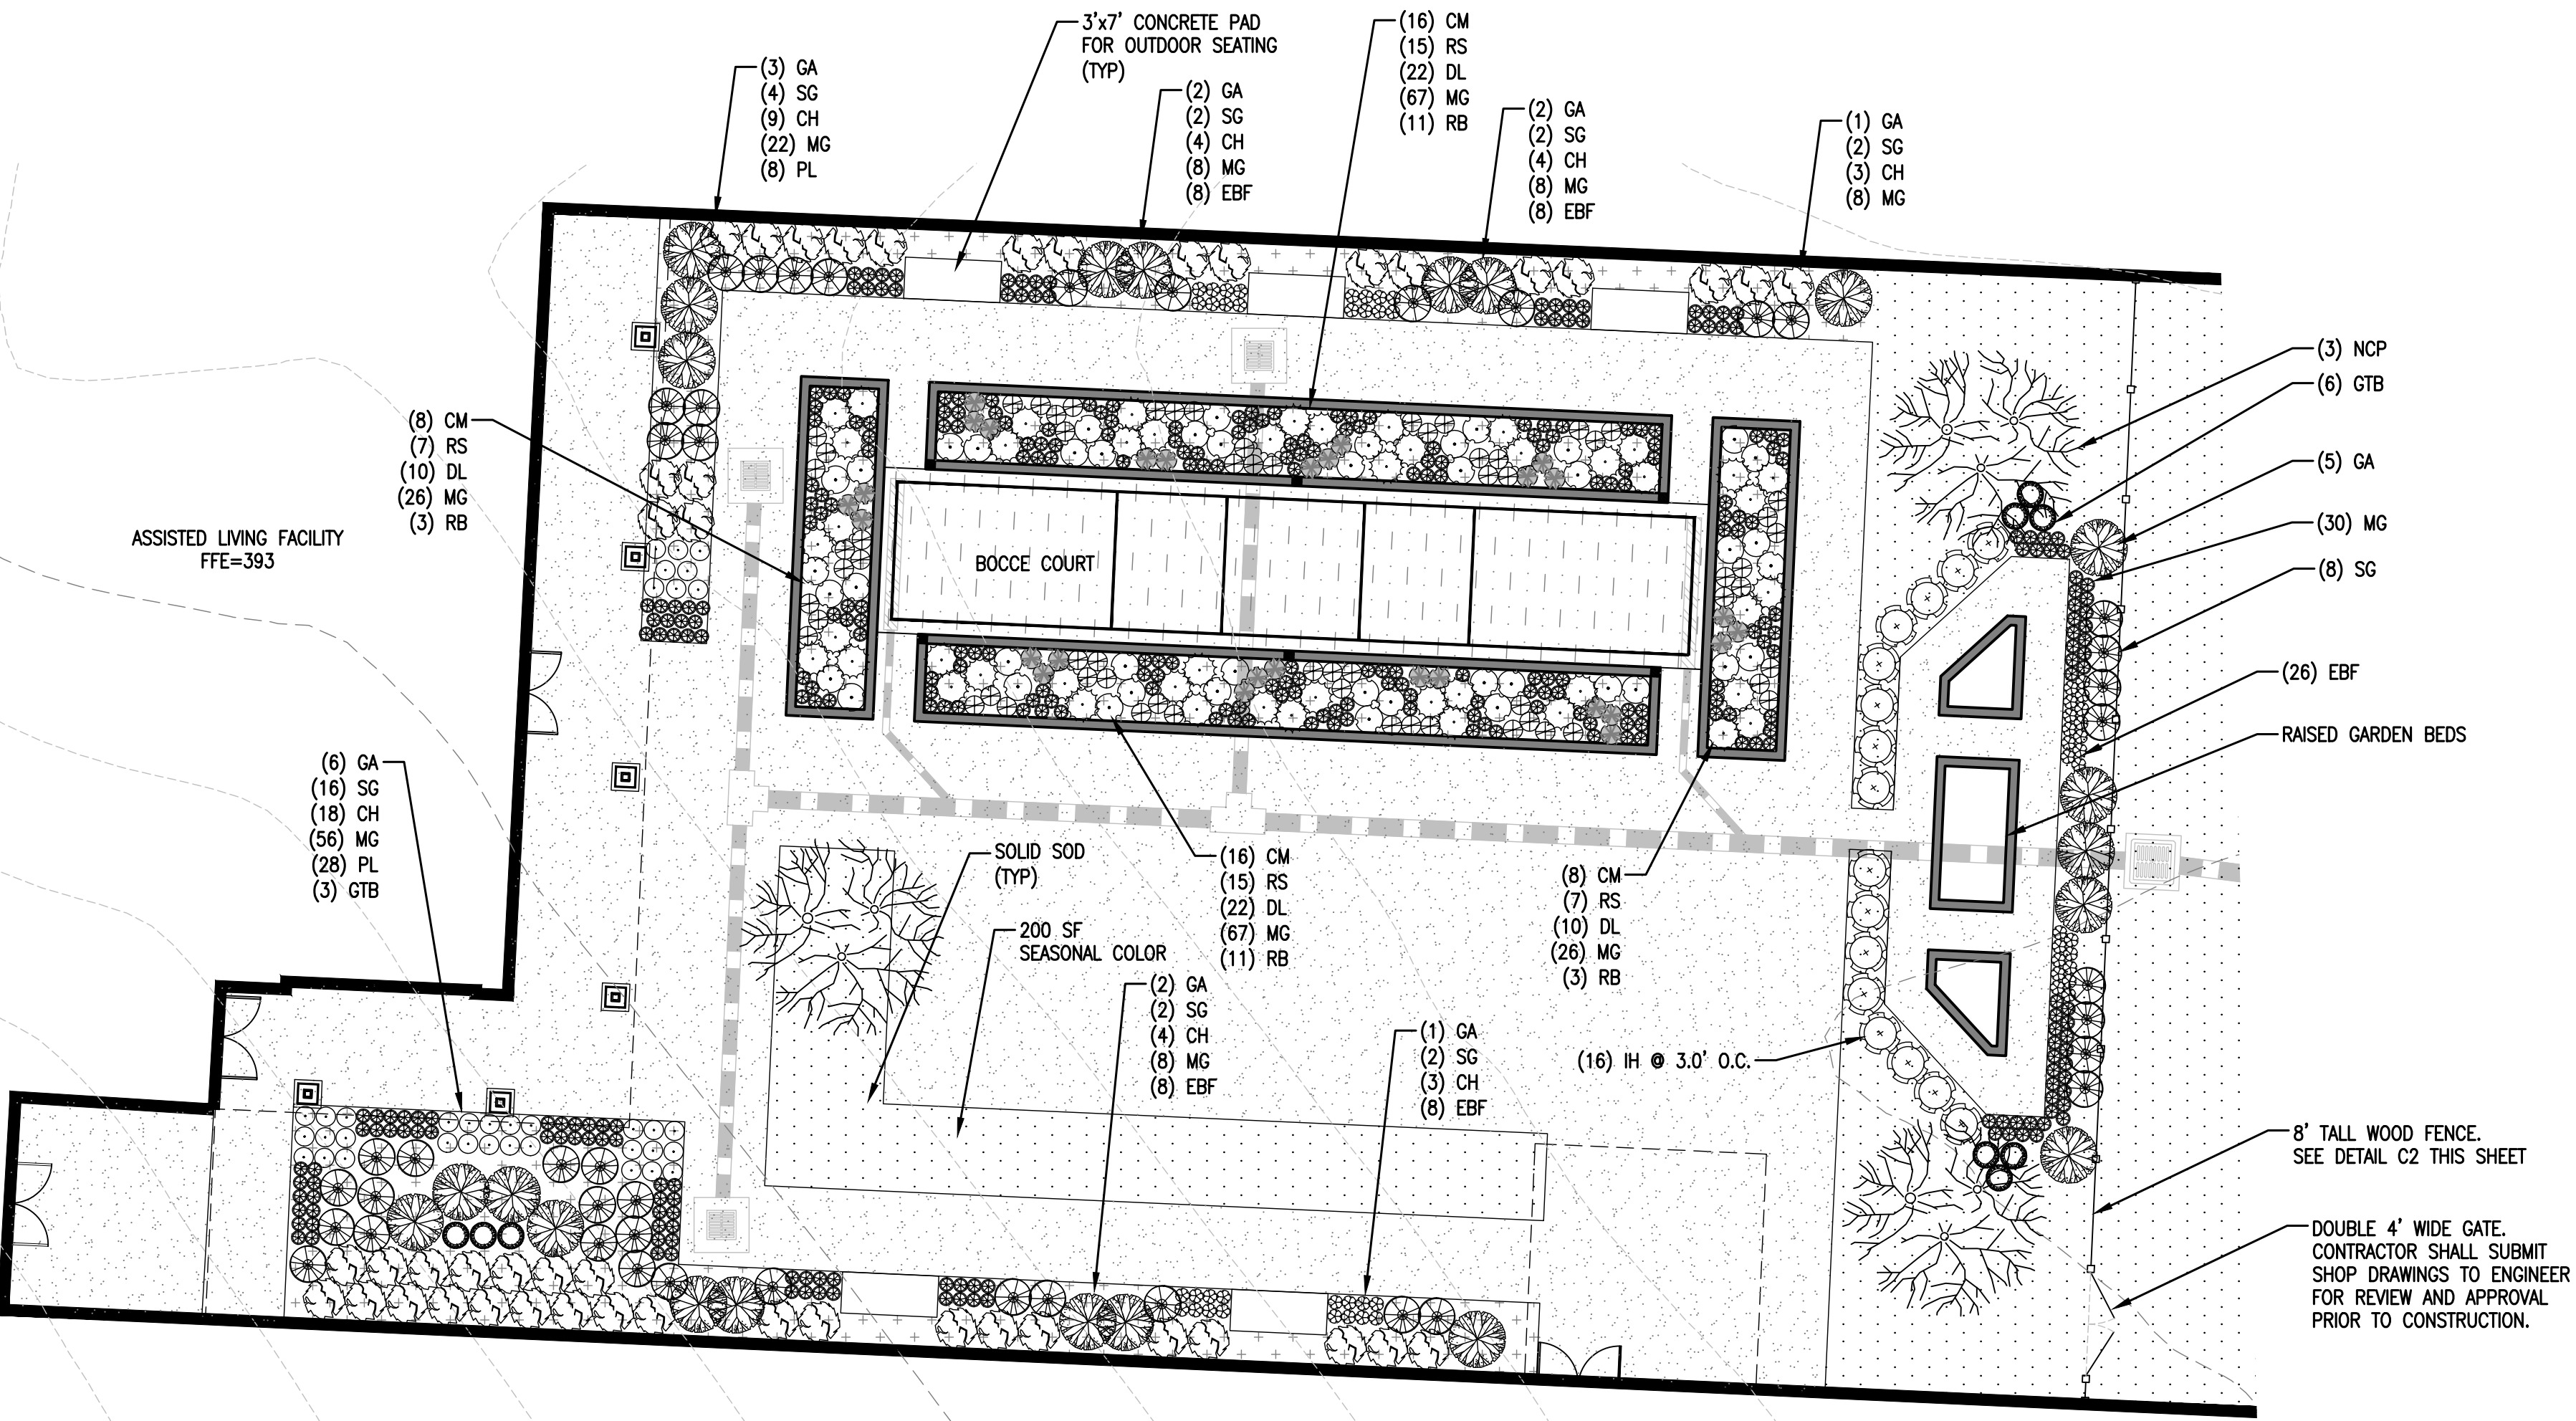 3'x7' CONCRETE PAD
FOR OUTDOOR SEATING
(TYP)
(16) CM
(15) RS
(22) DL
(67) MG
(11) RB
(3) GA
(4) SG
(9) CH
(22) MG
(8) PL
(2) GA
(2) SG
(4) CH
(8) MG
(8) EBF
(2) GA
(2) SG
(4) CH
(8) MG
(8) EBF
(1) GA
(2) SG
(3) CH
(8) MG
(3) NCP
(6) GTB
(5) GA
(30) MG
(8) SG
(26) EBF
RAISED GARDEN BEDS
(8) CM
(7) RS
(10) DL
(26) MG
(3) RB
ASSISTED LIVING FACILITY
FFE=393
BOCCE COURT
(6) GA
(16) SG
(18) CH
(56) MG
(28) PL
(3) GTB
SOLID SOD
(TYP)
200 SF
SEASONAL COLOR
(16) CM
(15) RS
(22) DL
(67) MG
(11) RB
(8) CM
(7) RS
(10) DL
(26) MG
(3) RB
(2) GA
(2) SG
(4) CH
(8) MG
(8) EBF
(1) GA
(2) SG
(3) CH
(8) EBF
(16) IH @ 3.0' O.C.
8' TALL WOOD FENCE.
SEE DETAIL C2 THIS SHEET
DOUBLE 4' WIDE GATE.
CONTRACTOR SHALL SUBMIT
SHOP DRAWINGS TO ENGINEER
FOR REVIEW AND APPROVAL
PRIOR TO CONSTRUCTION.